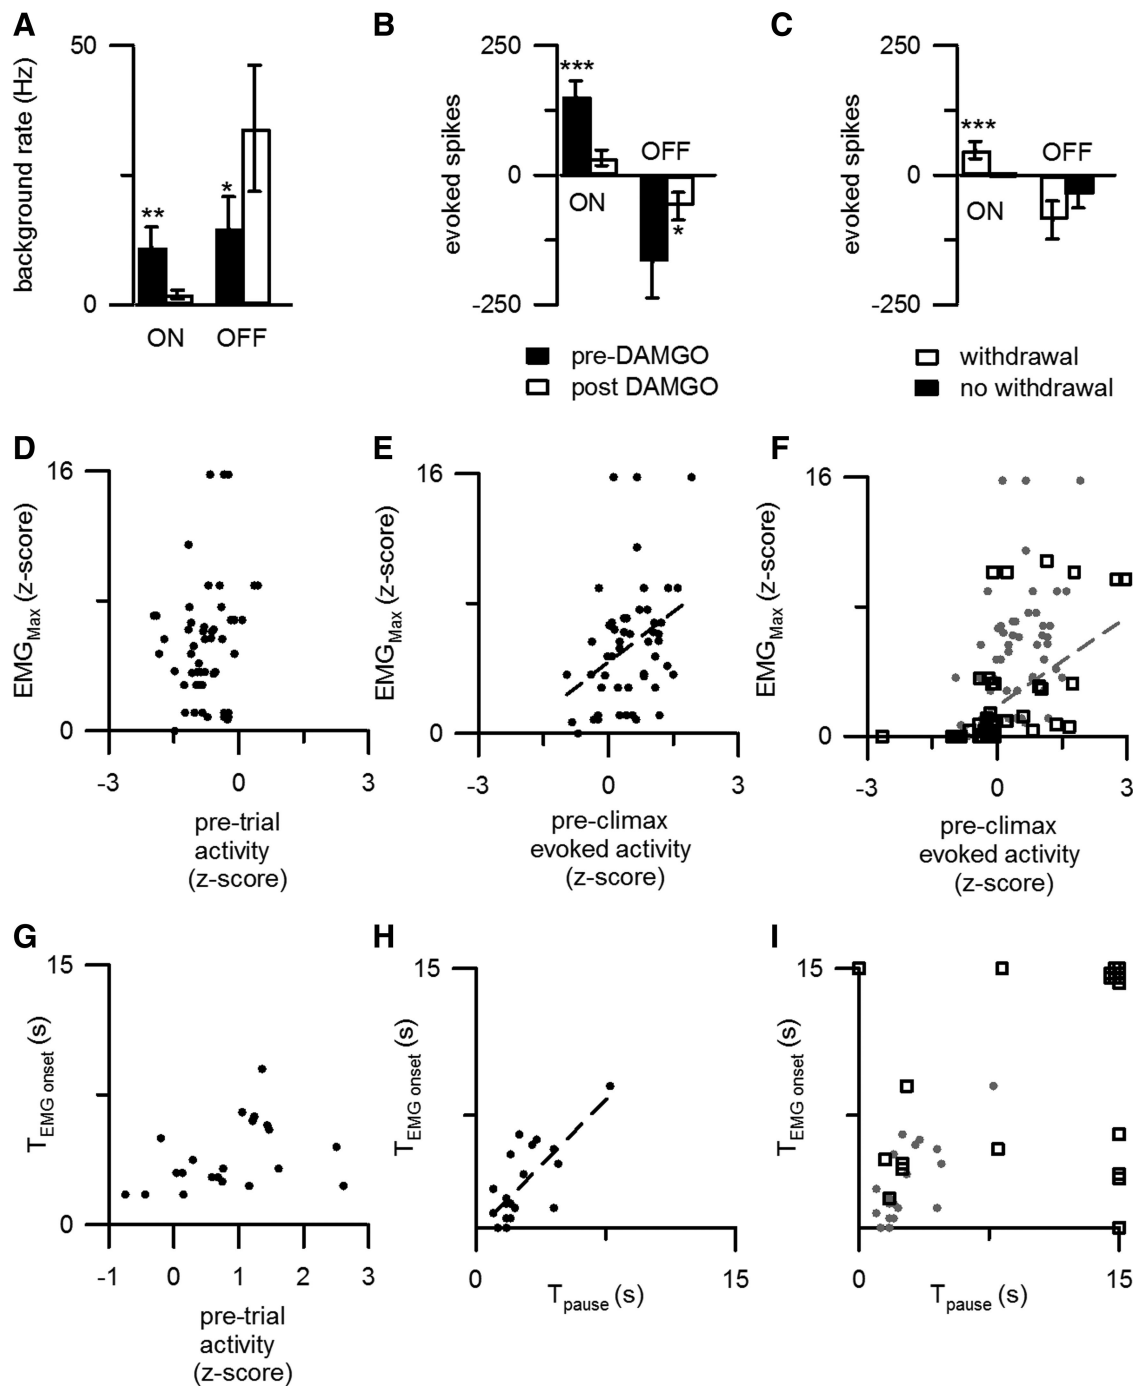 A
50
background rate (Hz)
**
*
0
ON
OFF
B
250
evoked spikes
***
OFF
0
ON
*
-250
pre-DAMGO
post DAMGO
C
250
evoked spikes
***
OFF
0
ON
-250
withdrawal
no withdrawal
D
16
EMGMax (z-score)
0
-3
0
3
pre-trial
activity
(z-score)
E
16
EMGMax (z-score)
0
-3
0
3
pre-climax
evoked activity
(z-score)
F
16
EMGMax (z-score)
0
-3
0
3
pre-climax
evoked activity
(z-score)
G
15
TEMG onset (s)
0
-1
0
1
2
3
pre-trial
activity
(z-score)
H
15
TEMG onset (s)
0
15
Tpause (s)
I
15
TEMG onset (s)
0
15
Tpause (s)